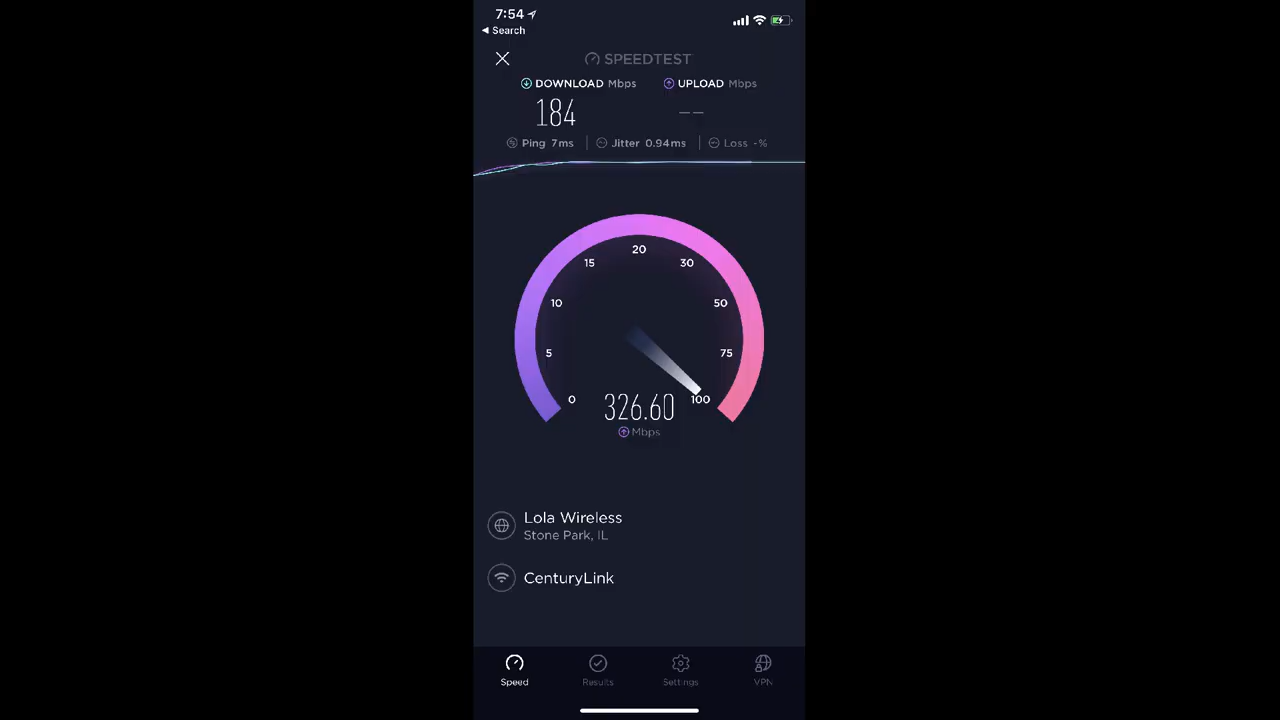 7:54
Search
SPEEDTEST
DOWNLOAD Mbps
UPLOAD Mbps
184
Ping 7ms
Jitter 0.94ms
Loss -%
20
15
30
10
50
5
75
0
100
326.60
Mbps
Lola Wireless
Stone Park, IL
CenturyLink
Speed
Results
Settings
VPN